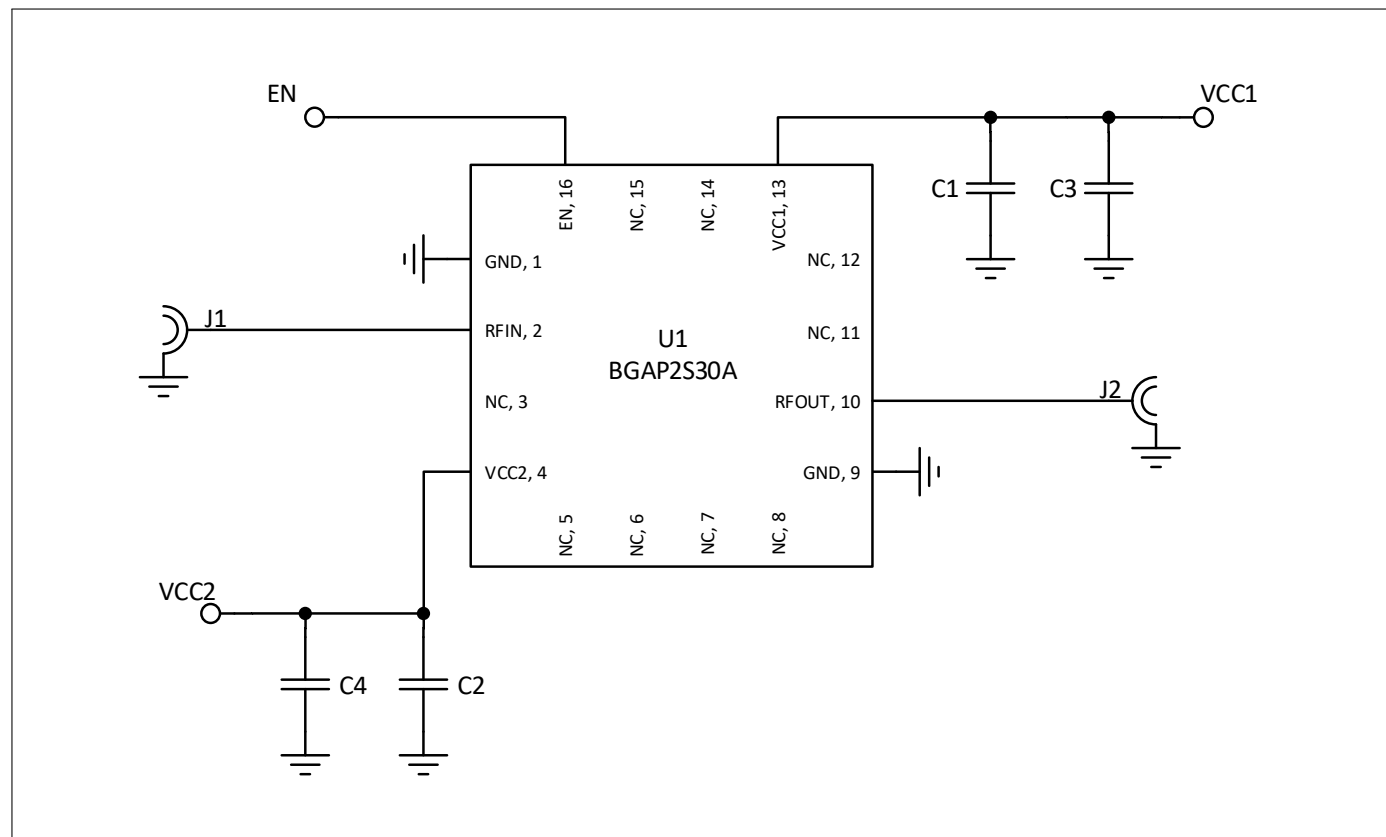 EN
VCC1
EN, 16
NC, 15
NC, 14
VCC1, 13
C1
C3
GND, 1
NC, 12
J1
RFIN, 2
U1
NC, 11
BGAP2S30A
NC, 3
RFOUT, 10
J2
VCC2, 4
GND, 9
NC, 5
NC, 6
NC, 7
NC, 8
VCC2
C4
C2